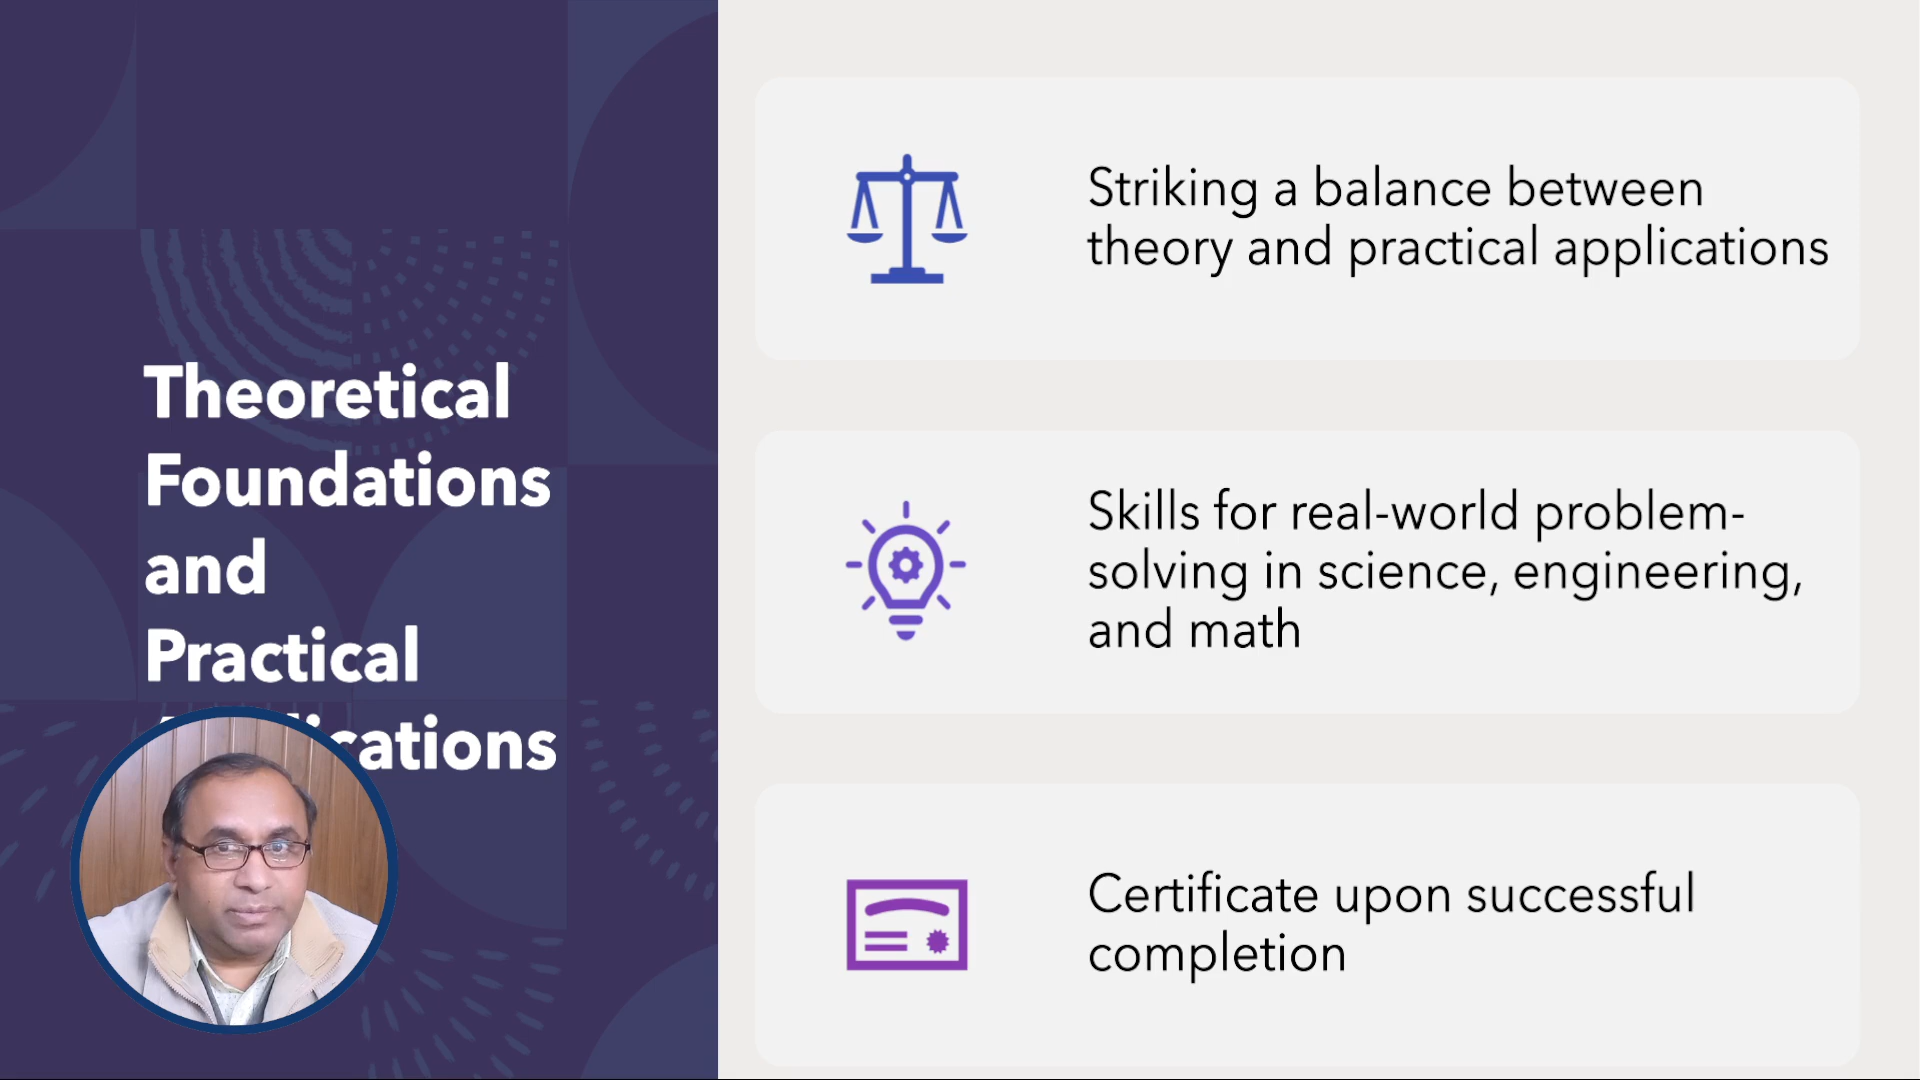 Theoretical
Foundations
and
Practical
cations
Striking a balance between
theory and practical applications
Skills for real-world problem-
solving in science, engineering,
and math
Certificate upon successful
completion